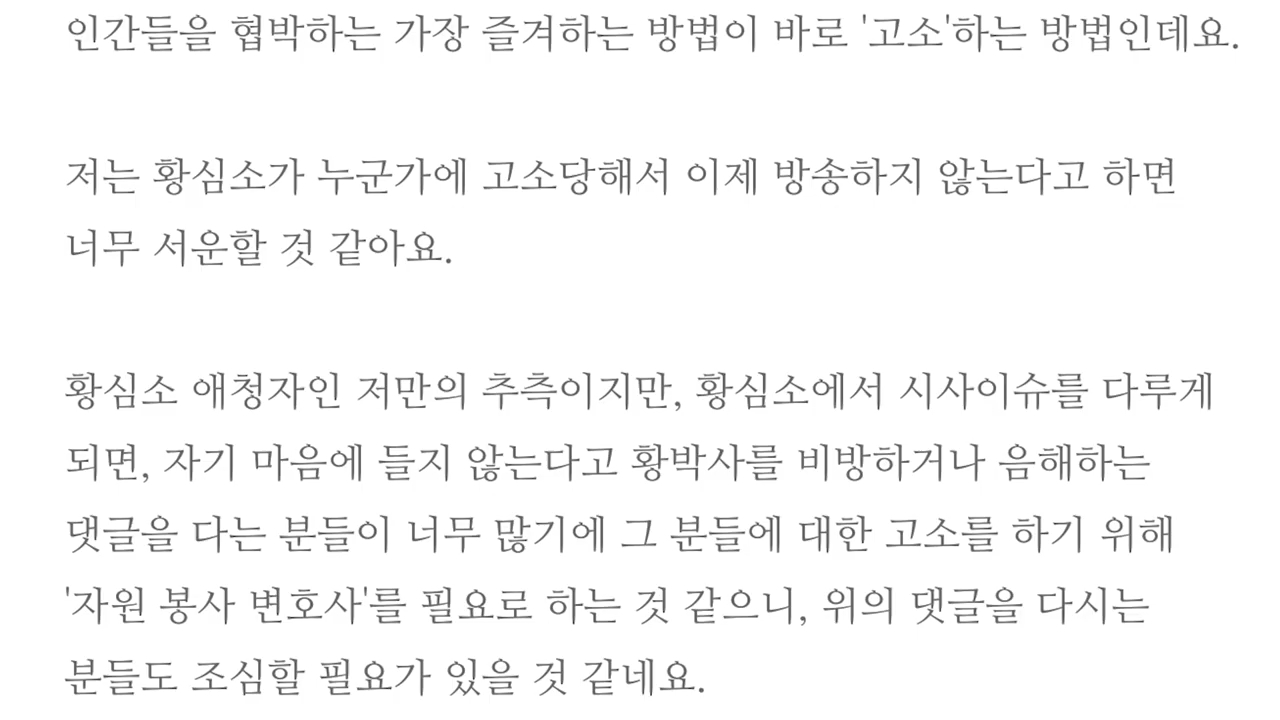 인간들을 협박하는 가장 즐겨하는 방법이 바로 '고소'하는 방법인데요.
저는 황심소가 누군가에 고소당해서 이제 방송하지 않는다고 하면
너무 서운할 것 같아요.
황심소 애청자인 저만의 추측이지만, 황심소에서 시사이슈를 다루게
되면, 자기 마음에 들지 않는다고 황박사를 비방하거나 음해하는
댓글을 다는 분들이 너무 많기에 그 분들에 대한 고소를 하기 위해
'자원 봉사 변호사'를 필요로 하는 것 같으니, 위의 댓글을 다시는
분들도 조심할 필요가 있을 것 같네요.